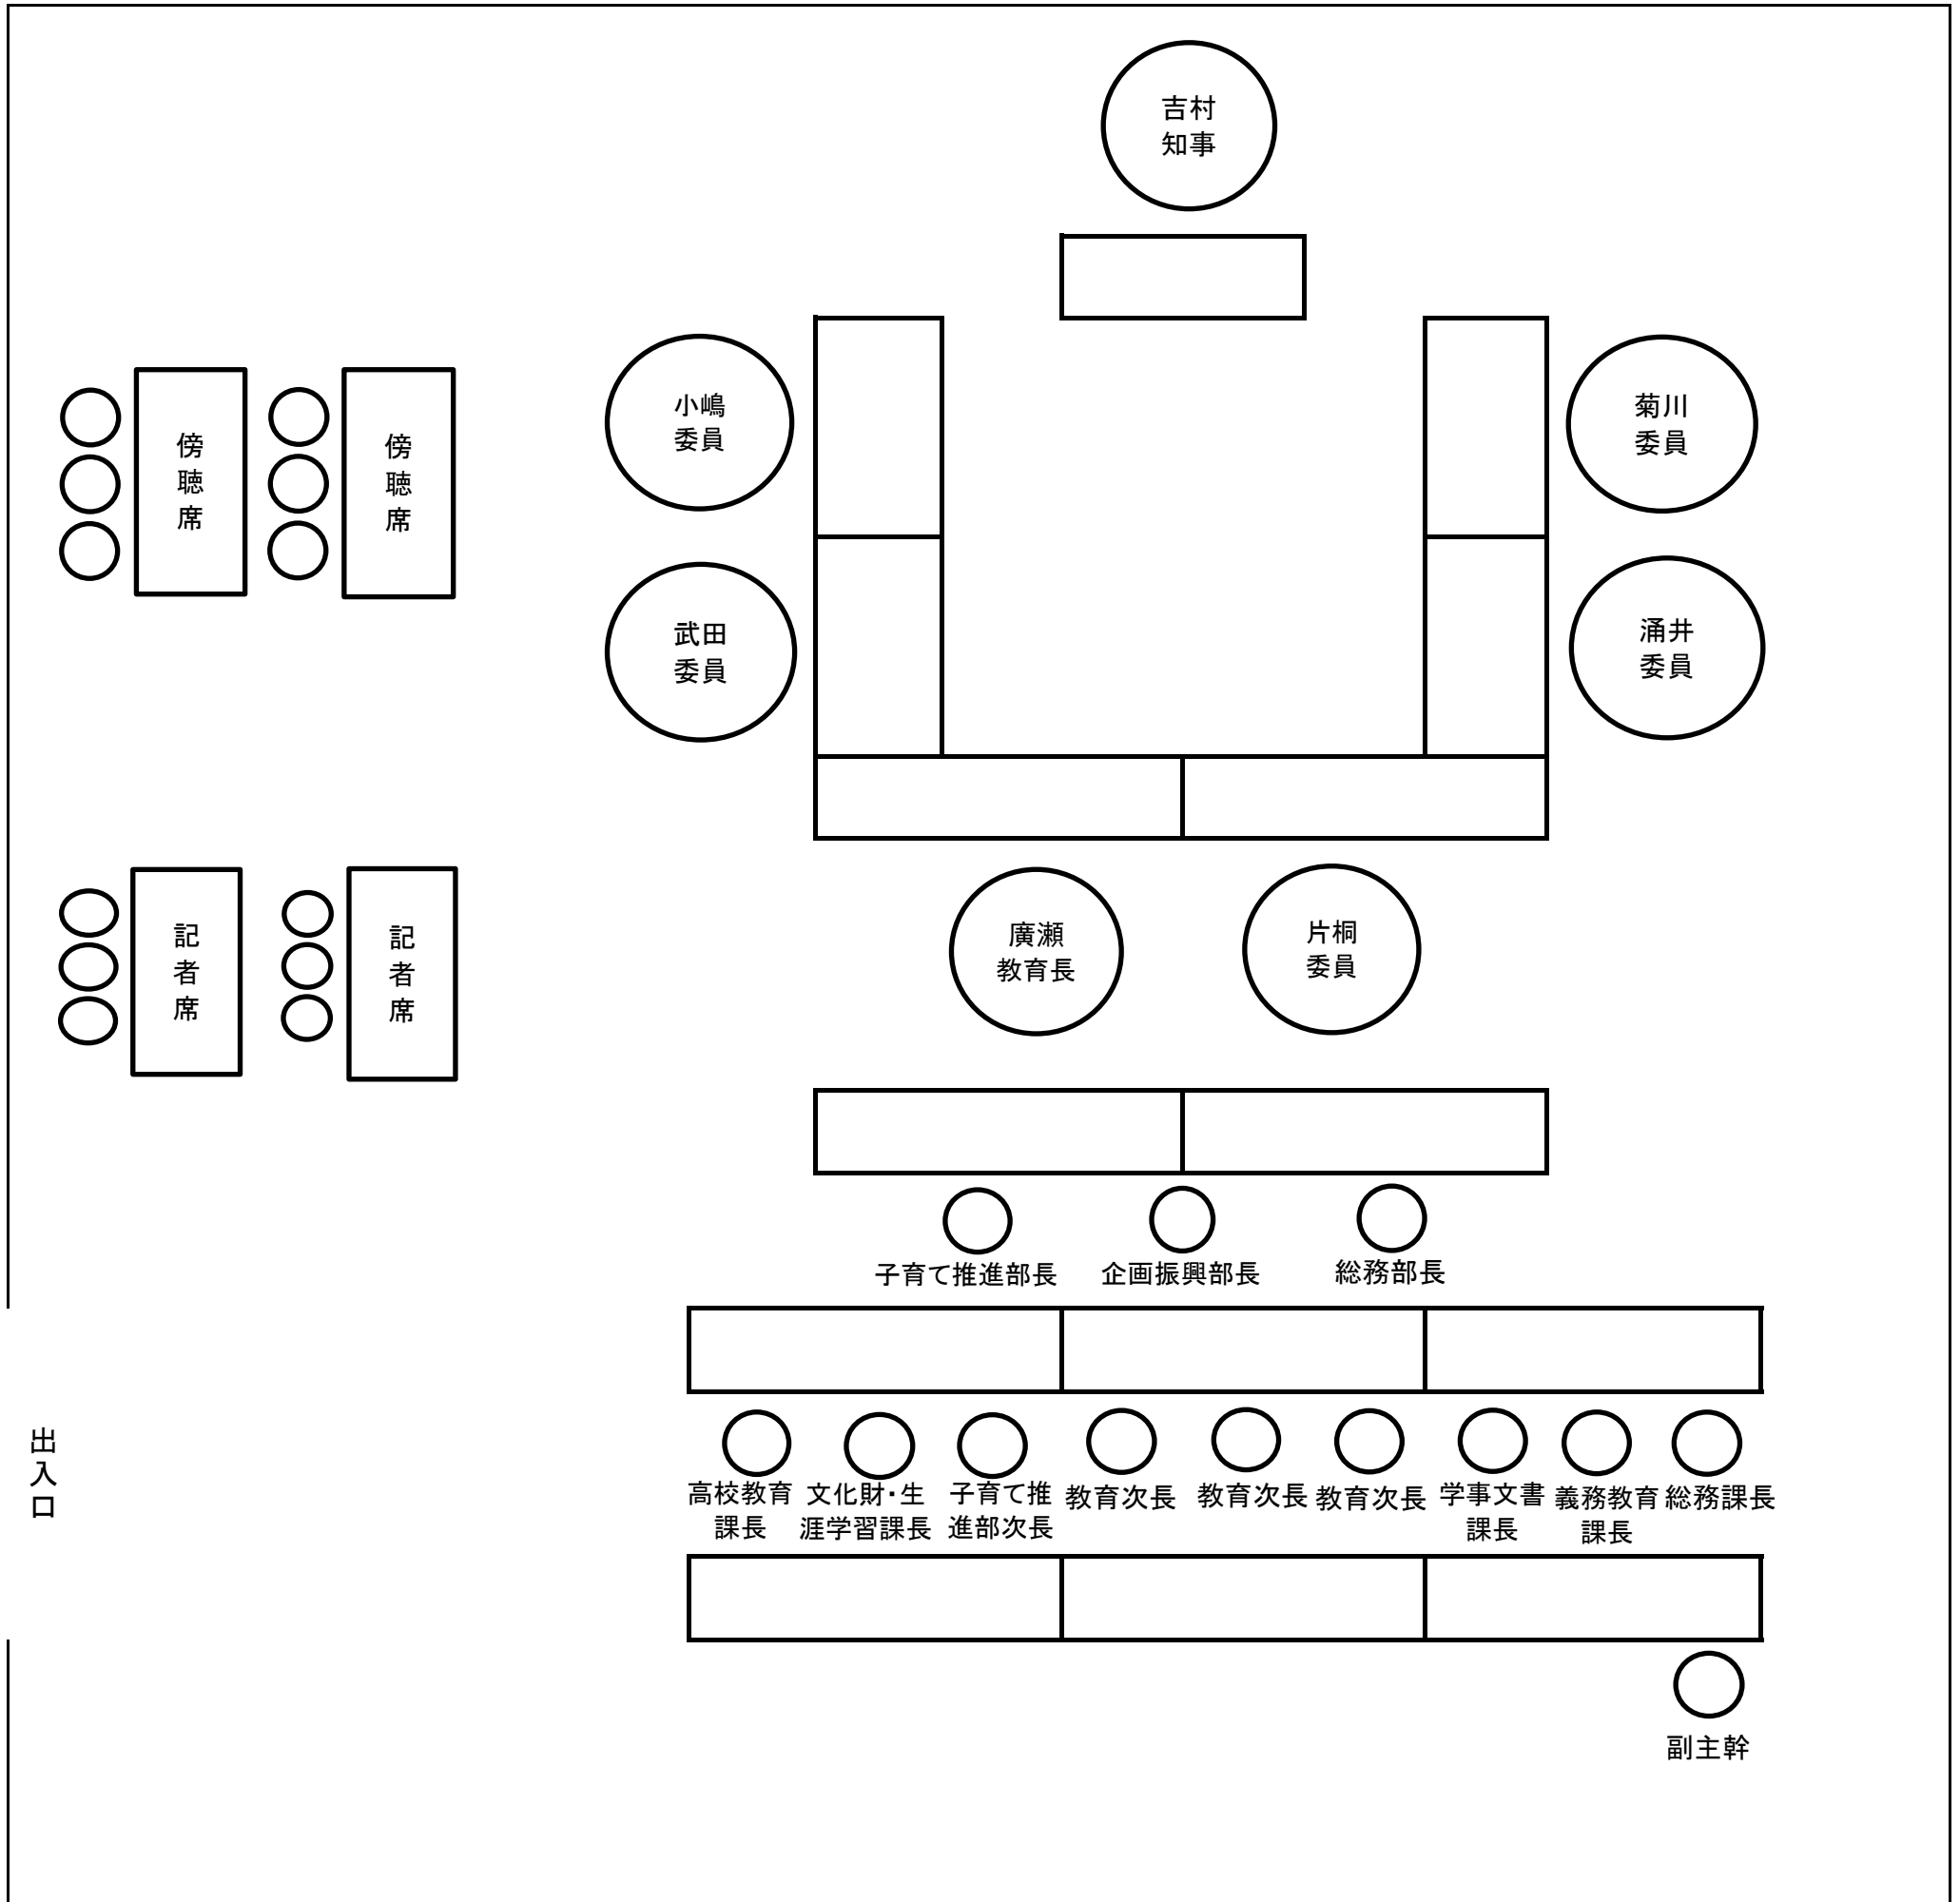 吉村
知事
小嶋
委員
菊川
委員
傍聴席
傍聴席
武田
委員
涌井
委員
記者席
記者席
廣瀬
教育長
片桐
委員
子育て推進部長
企画振興部長
総務部長
出入口
高校教育
課長
文化財・生
涯学習課長
子育て推
進部次長
教育次長
教育次長
教育次長
学事文書
課長
義務教育
課長
総務課長
副主幹